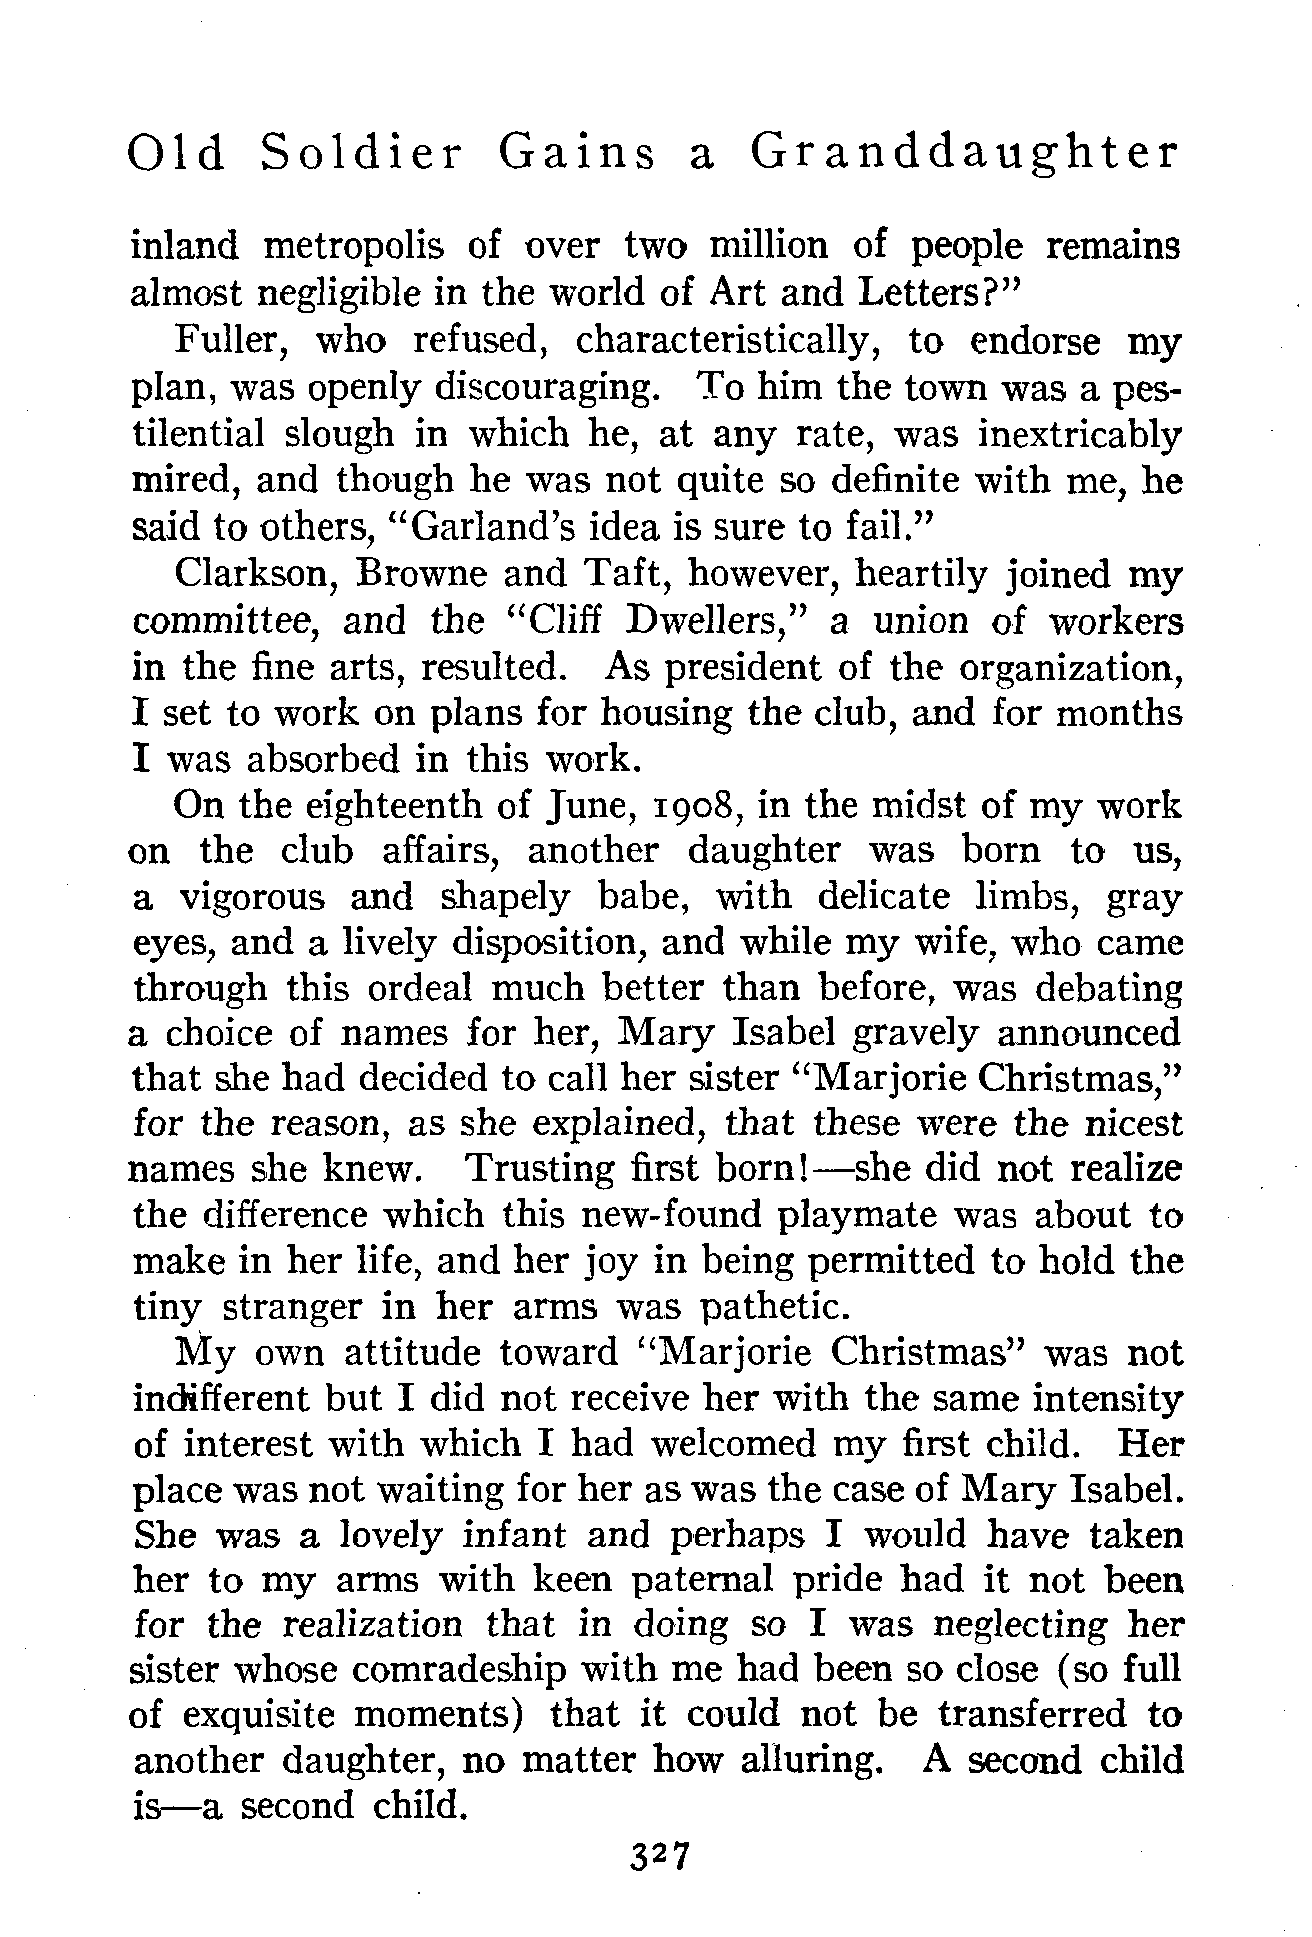 Old Soldier Gains a Granddaughter
inland metropolis of over two million of people remains
almost negligible in the world of Art and Letters?”
Fuller, who refused, characteristically, to endorse my
plan, was openly discouraging. To him the town was a pes-
tilential slough in which he, at any rate, was inextricably
mired, and though he was not quite so definite with me, he
said to others, “Garland’s idea is sure to fail.”
Clarkson, Browne and Taft, however, heartily joined my
committee, and the “Cliff Dwellers,” a union of workers
in the fine arts, resulted. As president of the organization,
I set to work on plans for housing the club, and for months
I was absorbed in this work.
On the eighteenth of June, 1908, in the midst of my work
on the club affairs, another daughter was born to us,
a vigorous and shapely babe, with delicate limbs, gray
eyes, and a lively disposition, and while my wife, who came
through this ordeal much better than before, was debating
a choice of names for her, Mary Isabel gravely announced
that she had decided to call her sister “Marjorie Christmas,”
for the reason, as she explained, that these were the nicest
names she knew. Trusting first born!—she did not realize
the difference which this new-found playmate was about to
make in her life, and her joy in being permitted to hold the
tiny stranger in her arms was pathetic.
My own attitude toward “Marjorie Christmas” was not
indifferent but I did not receive her with the same intensity
of interest with which I had welcomed my first child. Her
place was not waiting for her as was the case of Mary Isabel.
She was a lovely infant and perhaps I would have taken
her to my arms with keen paternal pride had it not been
for the realization that in doing so I was neglecting her
sister whose comradeship with me had been so close (so full
of exquisite moments) that it could not be transferred to
another daughter, no matter how alluring. A second child
is—a second child.
327